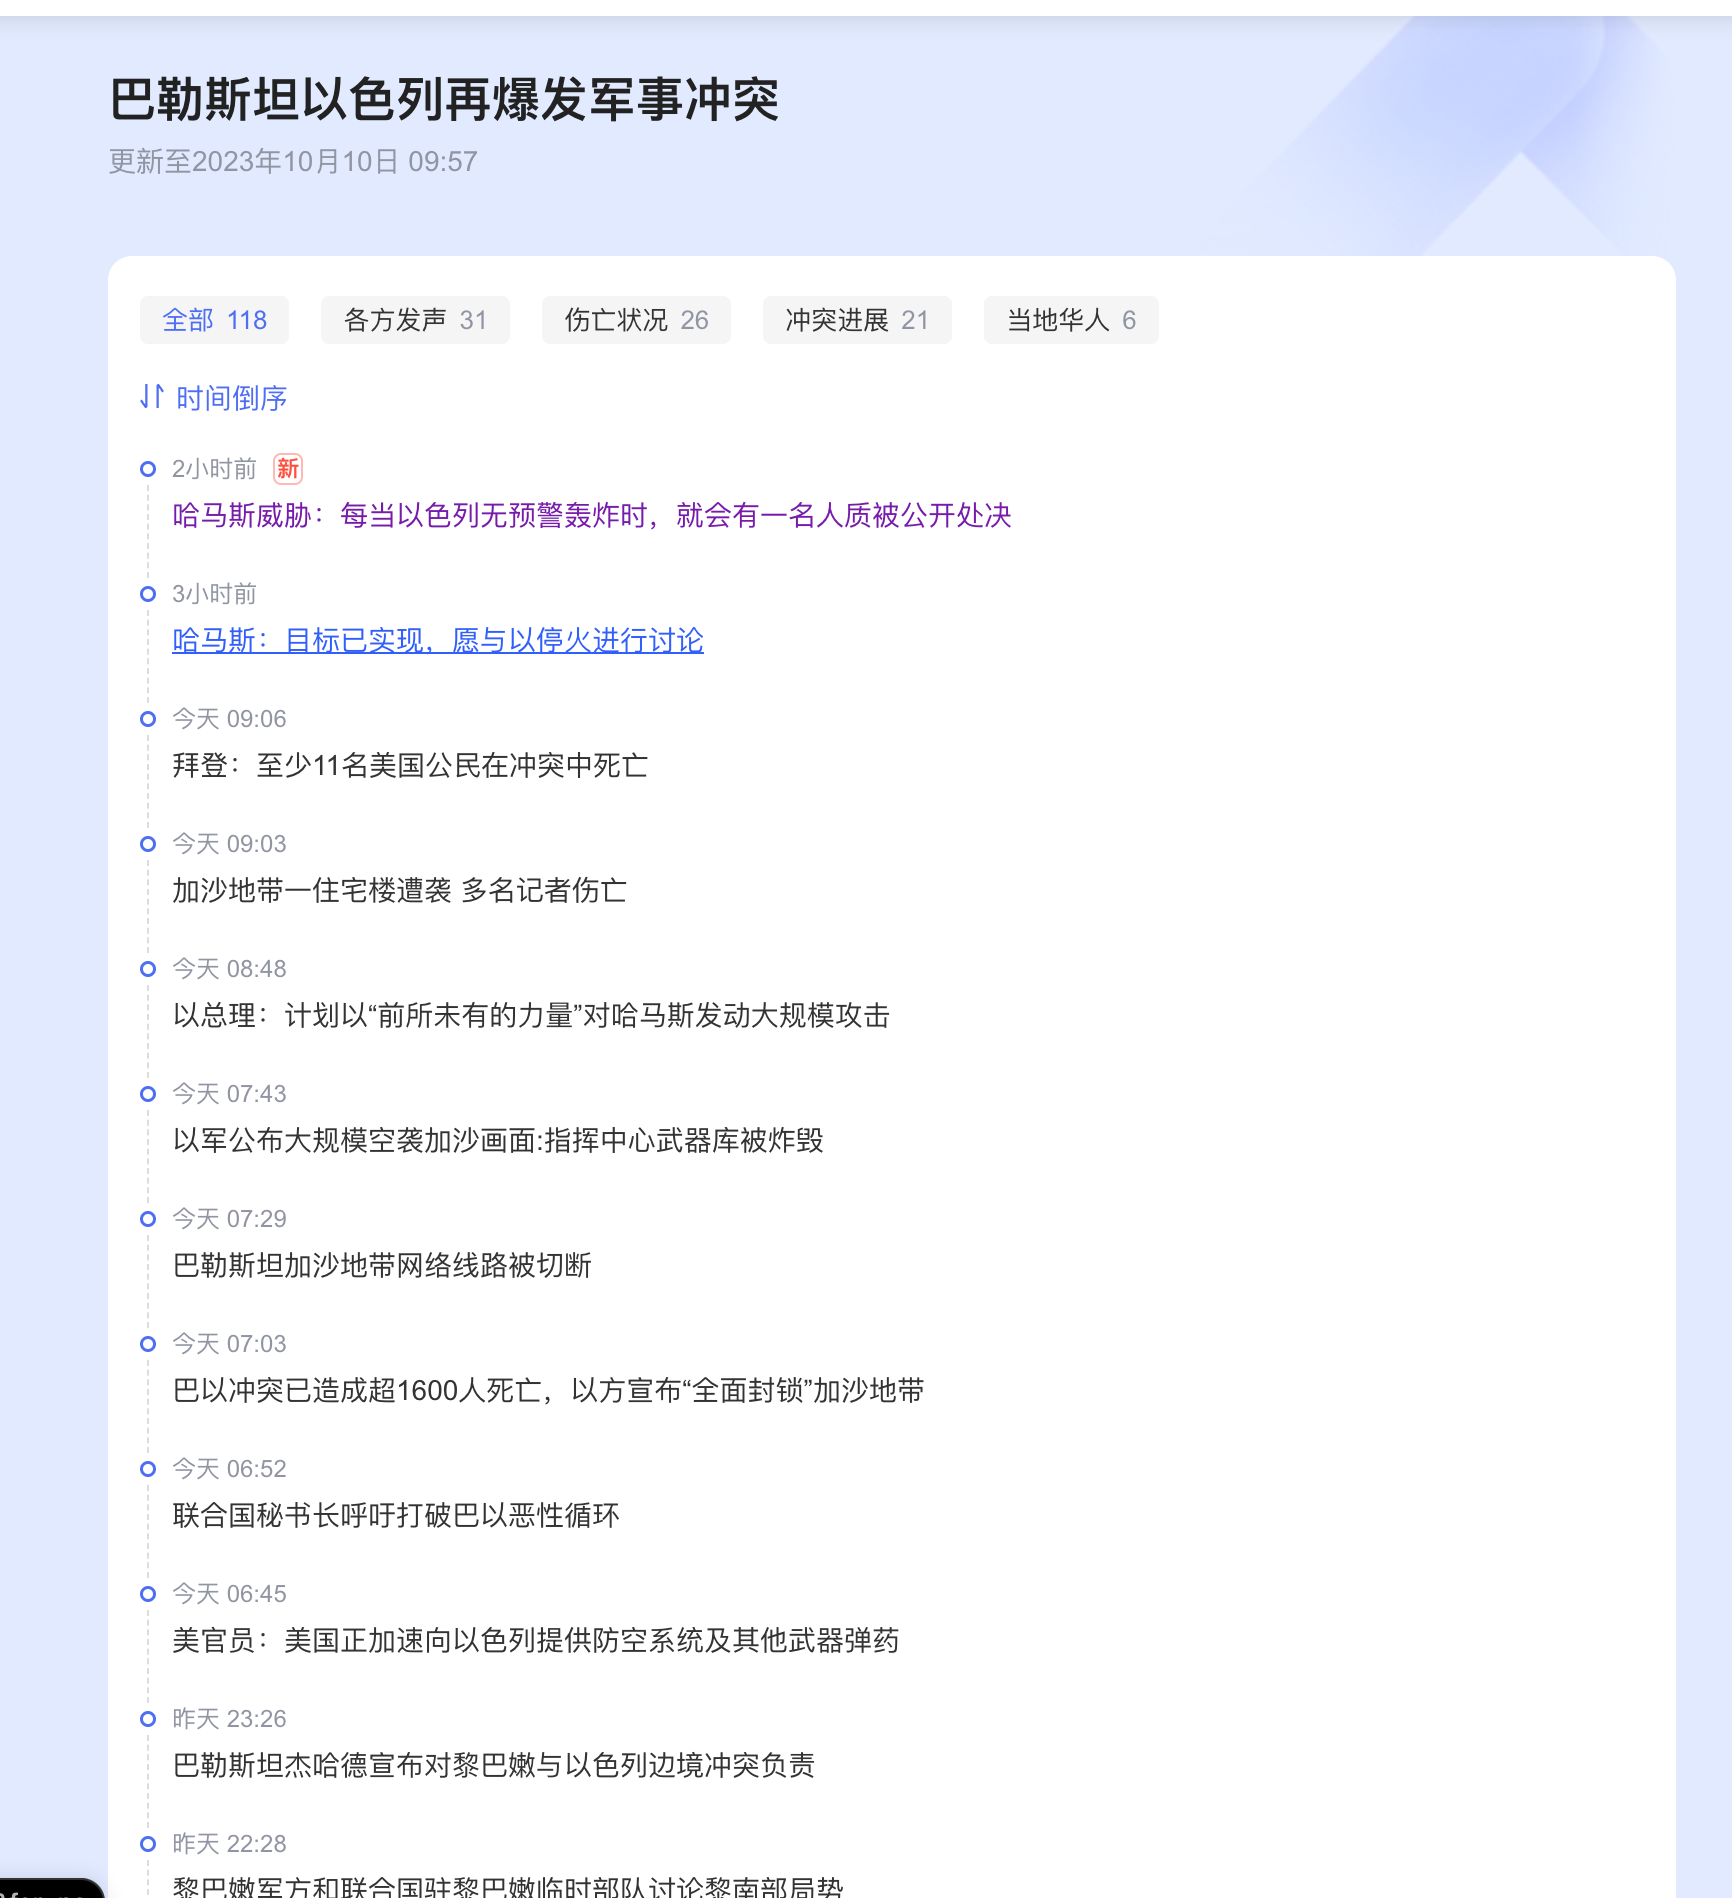 巴勒斯坦以色列再爆发军事冲突
更新至2023年10月10日 09:57
全部 118 各方发声 31 伤亡状况 26 冲突进展 21 当地华人 6
时间倒序
2小时前 新
哈马斯威胁：每当以色列无预警轰炸时，就会有一名人质被公开处决
3小时前
哈马斯：目标已实现，愿与以停火进行讨论
今天 09:06
拜登：至少11名美国公民在冲突中死亡
今天 09:03
加沙地带一住宅楼遭袭 多名记者伤亡
今天 08:48
以总理：计划以“前所未有的力量”对哈马斯发动大规模攻击
今天 07:43
以军公布大规模空袭加沙画面:指挥中心武器库被炸毁
今天 07:29
巴勒斯坦加沙地带网络线路被切断
今天 07:03
巴以冲突已造成超1600人死亡，以方宣布“全面封锁”加沙地带
今天 06:52
联合国秘书长呼吁打破巴以恶性循环
今天 06:45
美官员：美国正加速向以色列提供防空系统及其他武器弹药
昨天 23:26
巴勒斯坦杰哈德宣布对黎巴嫩与以色列边境冲突负责
昨天 22:28
黎巴嫩军方和联合国驻黎巴嫩临时部队讨论黎南部局势